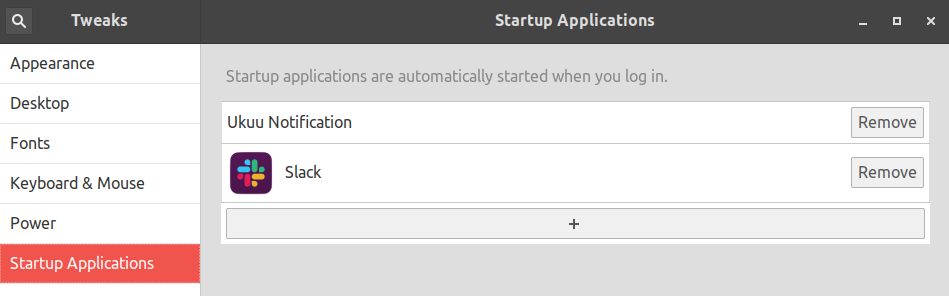 Tweaks
Startup Applications
Appearance
Desktop
Fonts
Keyboard & Mouse
Power
Startup Applications
Startup applications are automatically started when you log in.
Ukuu Notification
Remove
Slack
Remove
+